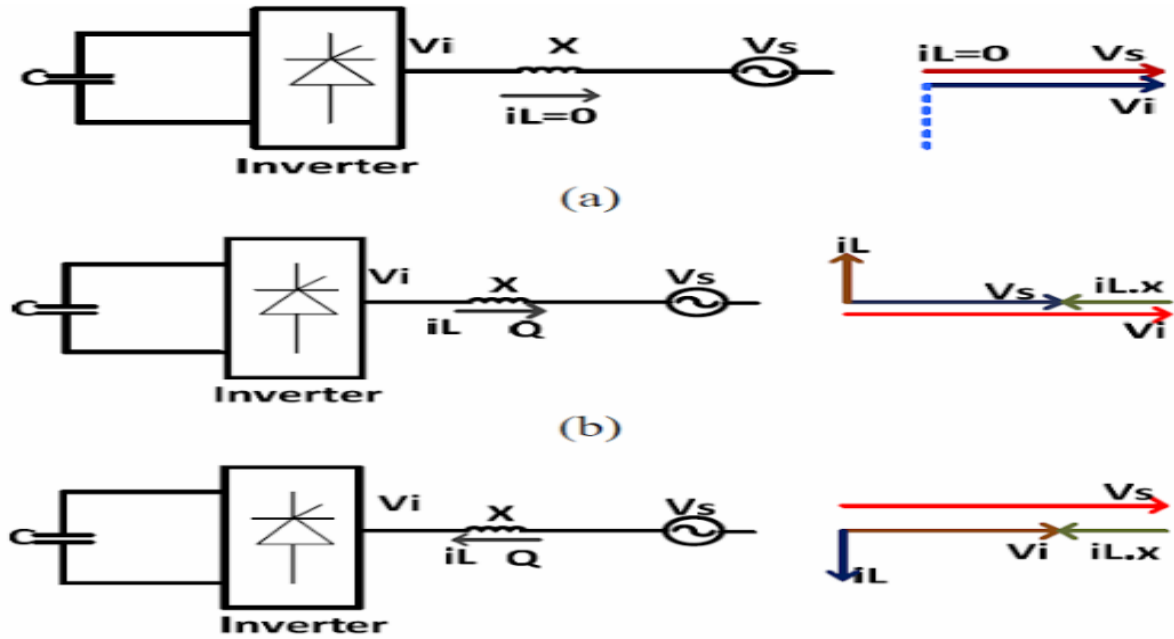 Vi X Vs iL=0 Vs
C iL=0 Vi
Inverter
(a)
iL
Vi X Vs Vs iL.x
C iL Q Vi
Inverter
(b)
Vi X Vs Vs
C iL Q Vi iL.x
iL
Inverter